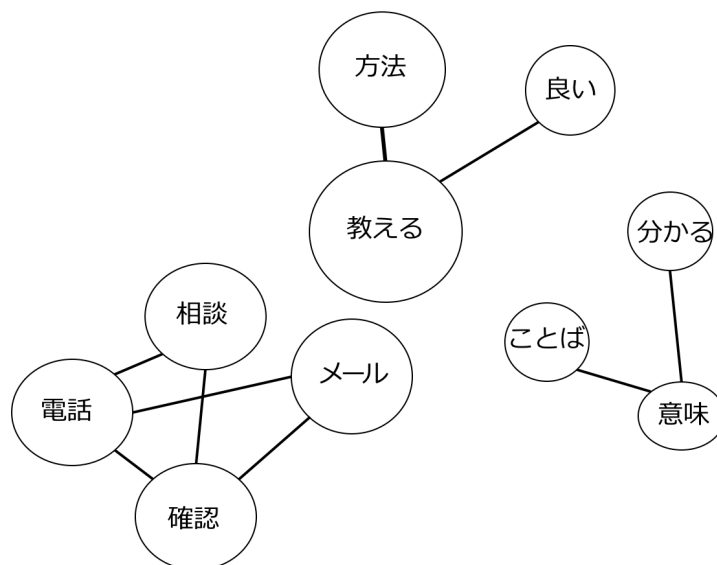 方法
良い
教える
分かる
相談
ことば
メール
電話
意味
確認